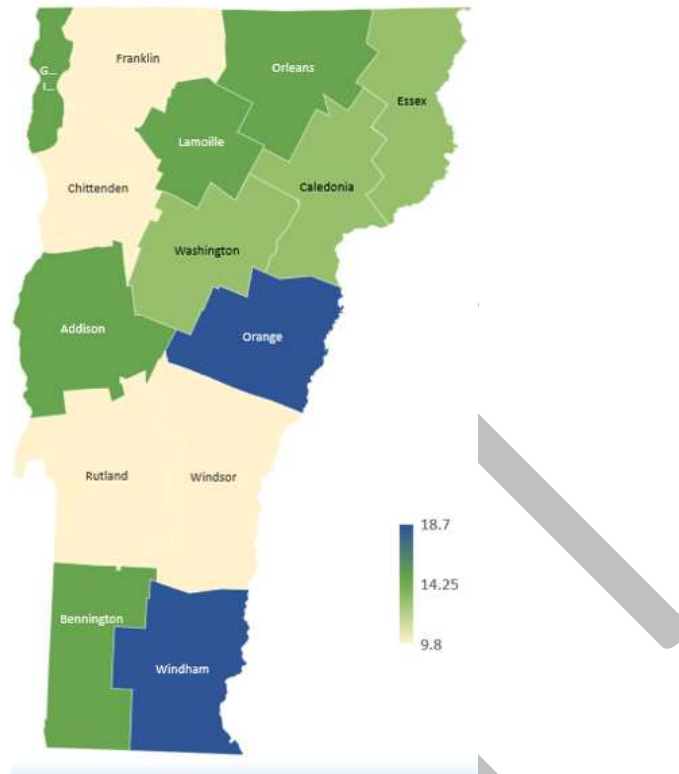 Franklin
Orleans
G...
I...
Essex
Lamoille
Chittenden
Caledonia
Washington
Addison
Orange
Rutland
Windsor
18.7
14.25
9.8
Bennington
Windham